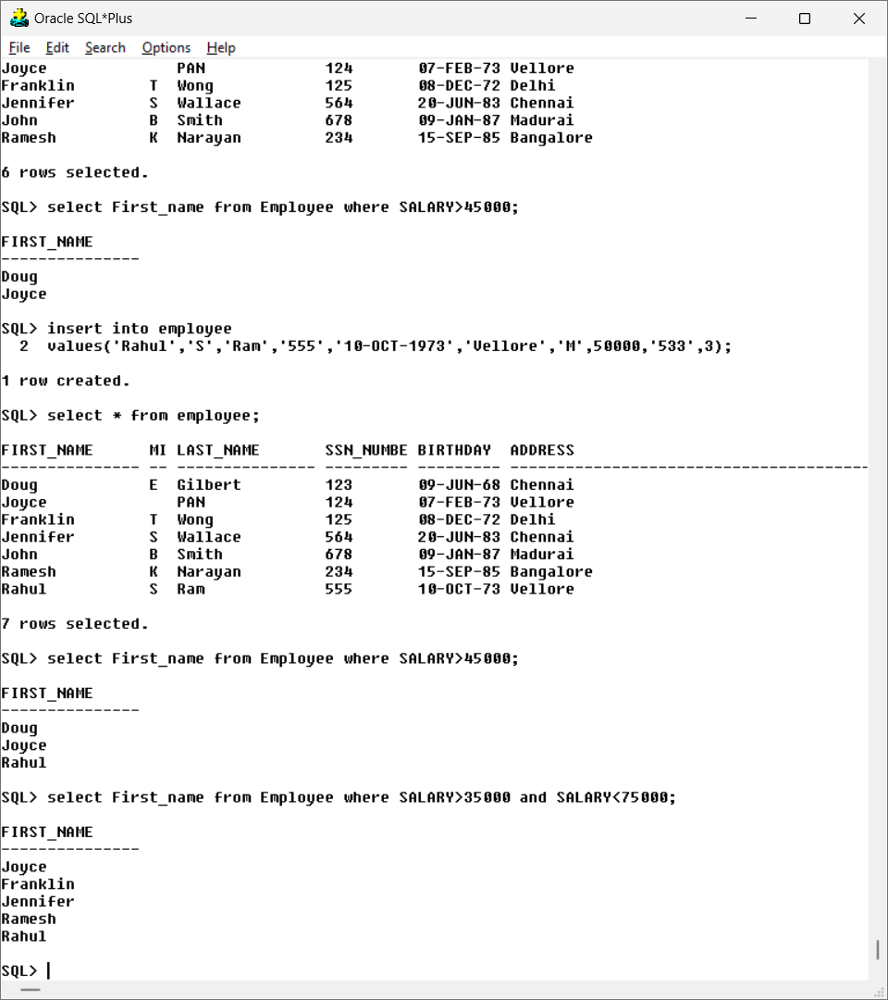 Oracle SQL*Plus
File Edit Search Options Help
Joyce              PAN             124       07-FEB-73 Vellore
Franklin        T  Wong            125       08-DEC-72 Delhi
Jennifer        S  Wallace         564       20-JUN-83 Chennai
John            B  Smith           678       09-JAN-87 Madurai
Ramesh          K  Narayan         234       15-SEP-85 Bangalore
6 rows selected.
SQL> select First_name from Employee where SALARY>45000;
FIRST_NAME
---------------
Doug
Joyce
SQL> insert into employee
  2  values('Rahul','S','Ram','555','10-OCT-1973','Vellore','M',50000,'533',3);
1 row created.
SQL> select * from employee;
FIRST_NAME      MI LAST_NAME       SSN_NUMBE BIRTHDAY  ADDRESS
--------------- -- --------------- --------- --------- ---------------------------------------
Doug            E  Gilbert         123       09-JUN-68 Chennai
Joyce              PAN             124       07-FEB-73 Vellore
Franklin        T  Wong            125       08-DEC-72 Delhi
Jennifer        S  Wallace         564       20-JUN-83 Chennai
John            B  Smith           678       09-JAN-87 Madurai
Ramesh          K  Narayan         234       15-SEP-85 Bangalore
Rahul           S  Ram             555       10-OCT-73 Vellore
7 rows selected.
SQL> select First_name from Employee where SALARY>45000;
FIRST_NAME
---------------
Doug
Joyce
Rahul
SQL> select First_name from Employee where SALARY>35000 and SALARY<75000;
FIRST_NAME
---------------
Joyce
Franklin
Jennifer
Ramesh
Rahul
SQL>